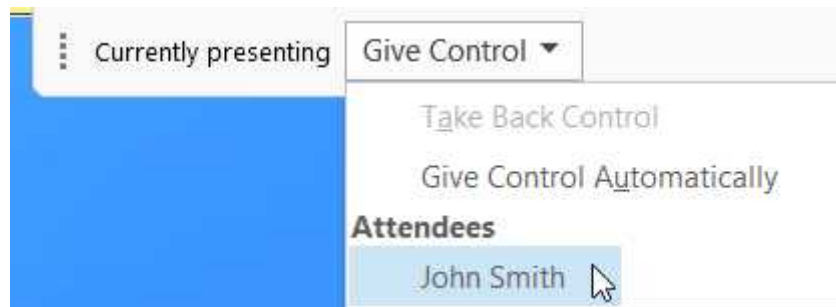 Currently presenting Give Control
Take Back Control
Give Control Automatically
Attendees
John Smith